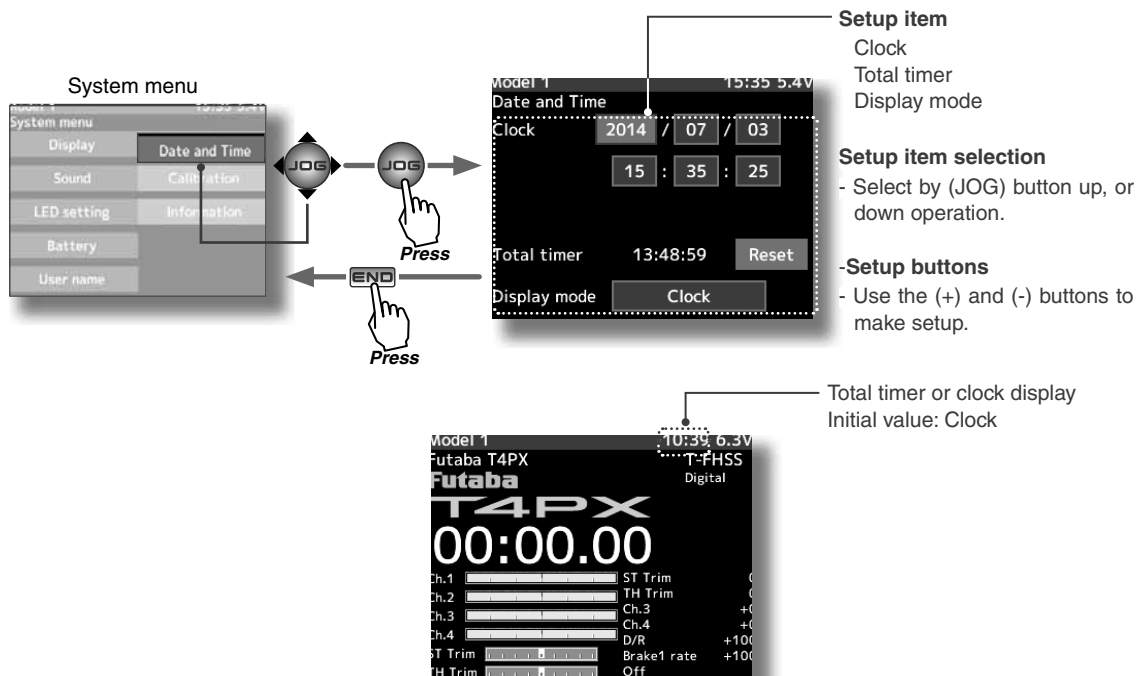 System menu
System menu
Display
Date and Time
Sound
Calibration
LED setting
Information
Battery
User name
JOG
JOG
Press
END
Press
Model 1 15:35 5.4V
Date and Time
Clock 2014 / 07 / 03
15 : 35 : 25
Total timer 13:48:59 Reset
Display mode Clock
Setup item
Clock
Total timer
Display mode
Setup item selection
- Select by (JOG) button up, or
down operation.
-Setup buttons
- Use the (+) and (-) buttons to
make setup.
Total timer or clock display
Initial value: Clock
Model 1 10:39 6.3V
Futaba T4PX T-FHSS
Futaba Digital
T4PX
00:00.00
Ch.1 ST Trim
Ch.2 TH Trim
Ch.3 Ch.3 +0
Ch.4 Ch.4 +0
D/R +100
ST Trim Brake1 rate +100
TH Trim Off